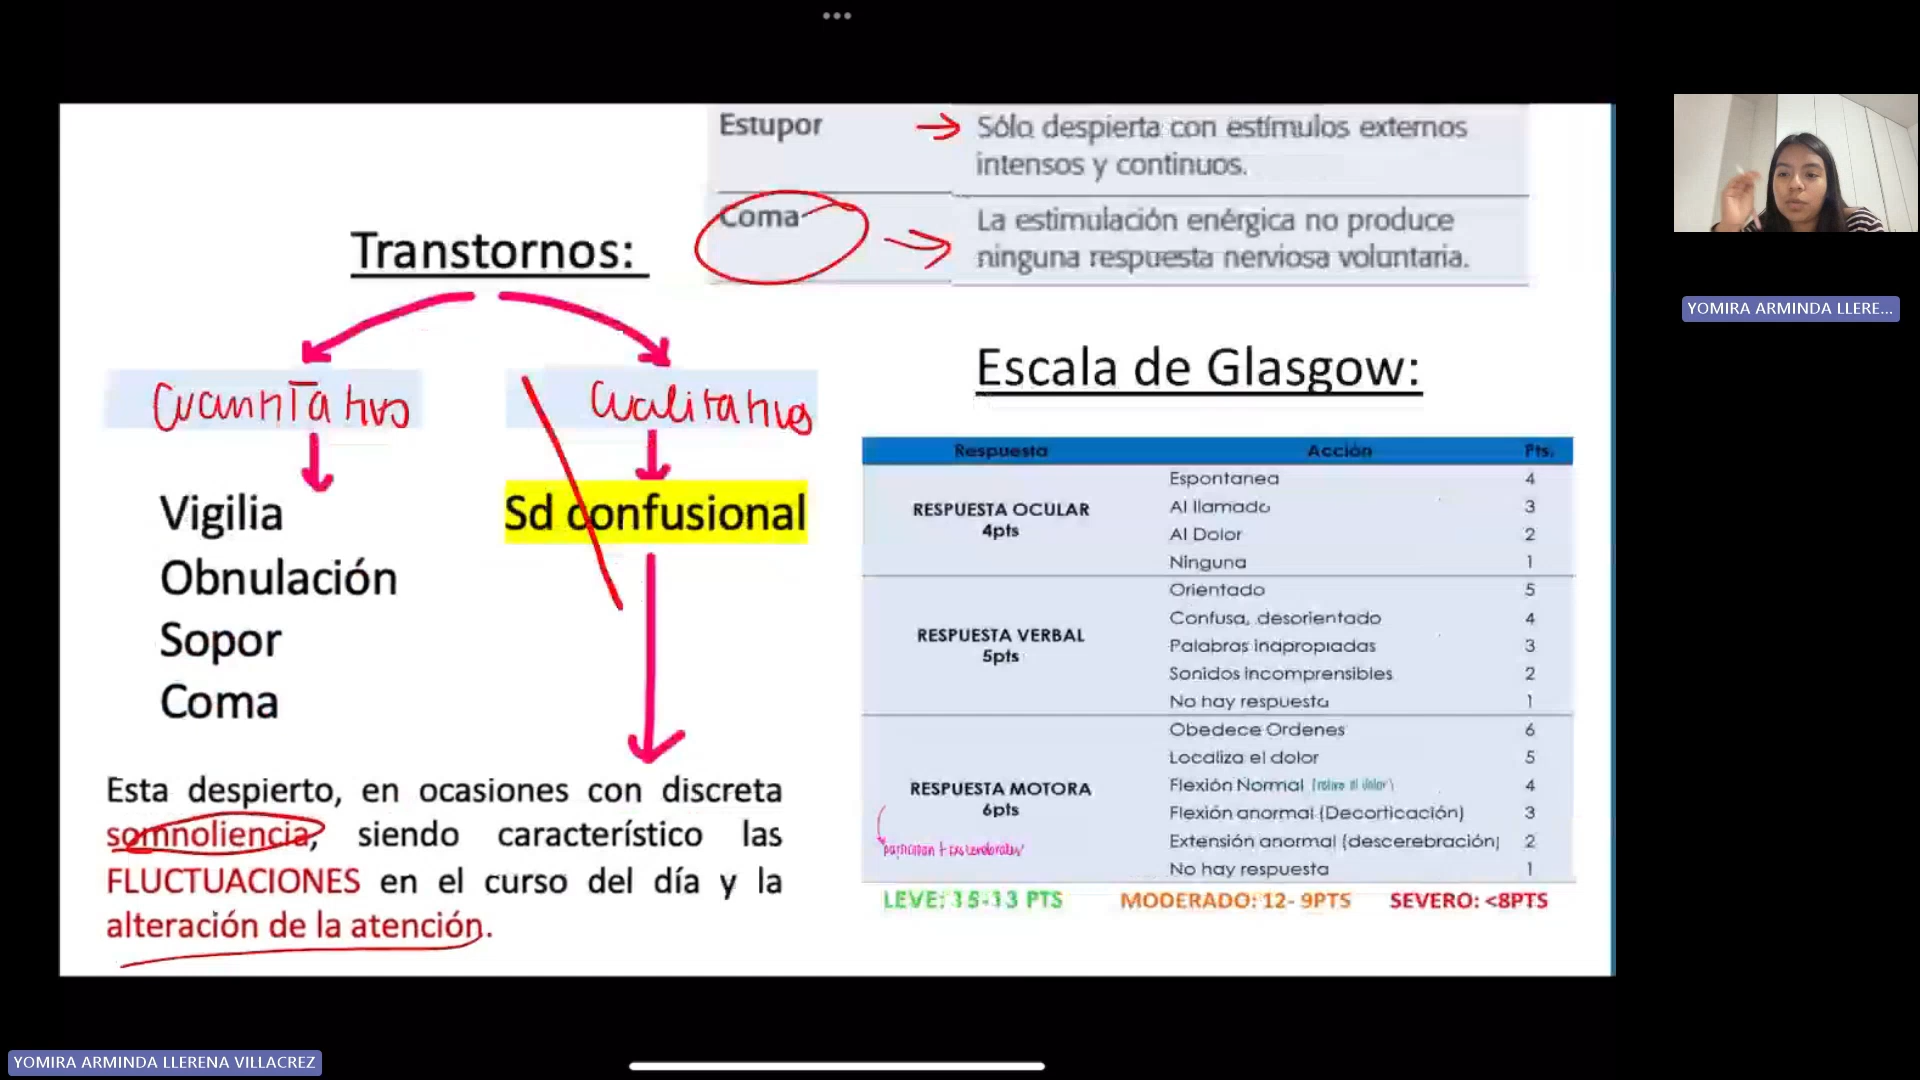 Estupor
Sólo despierta con estímulos externos
intensos y continuos.
Coma
La estimulación enérgica no produce
ninguna respuesta nerviosa voluntaria.
Transtornos:
Cuantitativo
Cualitativo
Vigilia
Obnulación
Sopor
Coma
Sd confusional
Esta despierto, en ocasiones con discreta
somnoliencia, siendo característico las
FLUCTUACIONES en el curso del día y la
alteración de la atención.
Escala de Glasgow:
Respuesta Acción Pts.
RESPUESTA OCULAR
4pts
Espontanea 4
Al llamado 3
Al Dolor 2
Ninguna 1
RESPUESTA VERBAL
5pts
Orientado 5
Confusa, desorientado 4
Palabras inapropiadas 3
Sonidos incomprensibles 2
No hay respuesta 1
RESPUESTA MOTORA
6pts
Obedece Ordenes 6
Localiza el dolor 5
Flexión Normal 4
Flexión anormal (Decorticación) 3
Extensión anormal (descerebración) 2
No hay respuesta 1
LEVE: 15-13 PTS MODERADO: 12- 9PTS SEVERO: <8PTS
YOMIRA ARMINDA LLERE...
YOMIRA ARMINDA LLERENA VILLACREZ